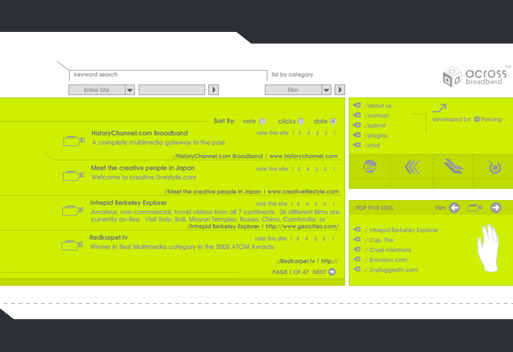 keyword search
list by category
Entire Site
Film
across™
broadband
Sort By: vote clicks date
HistoryChannel.com Broadband
rate this site 1 5 4 3 2 1
A complete multimedia gateway to the past.
://HistoryChannel.com Broadband | www.historychannel.com
Meet the creative people in Japan
rate this site 1 5 4 3 2 1
Welcome to creative Livestyle.com
://Meet the creative people in Japan | www.creativlifestyle.com
Intrepid Berkeley Explorer
rate this 1 5 4 3 2 1
Amateur, non-commercial, travel videos from all 7 continents. 36 different films are
currently on-line. Visit Italy, Bali, Mayan Temples, Russia, China, Cambodia, or
://Intrepid Berkeley Explorer | http://www.geocities.com/
Redkarpet.tv
rate this site 1 5 4 3 2 1
Winner in Best Multimedia category in the 2002 ATOM Awards.
://Redkarpet.tv | http://
PAGE 1 OF 47 NEXT
://about us
://contact
://submit
://plugins
://chat
developed by:
://TOP FIVE LISTS
Film
:// Intrepid Berkeley Explorer
:// Cup, The
:// Cruel Intentions
:// Brovision.com
:// Unpluggedtv.com